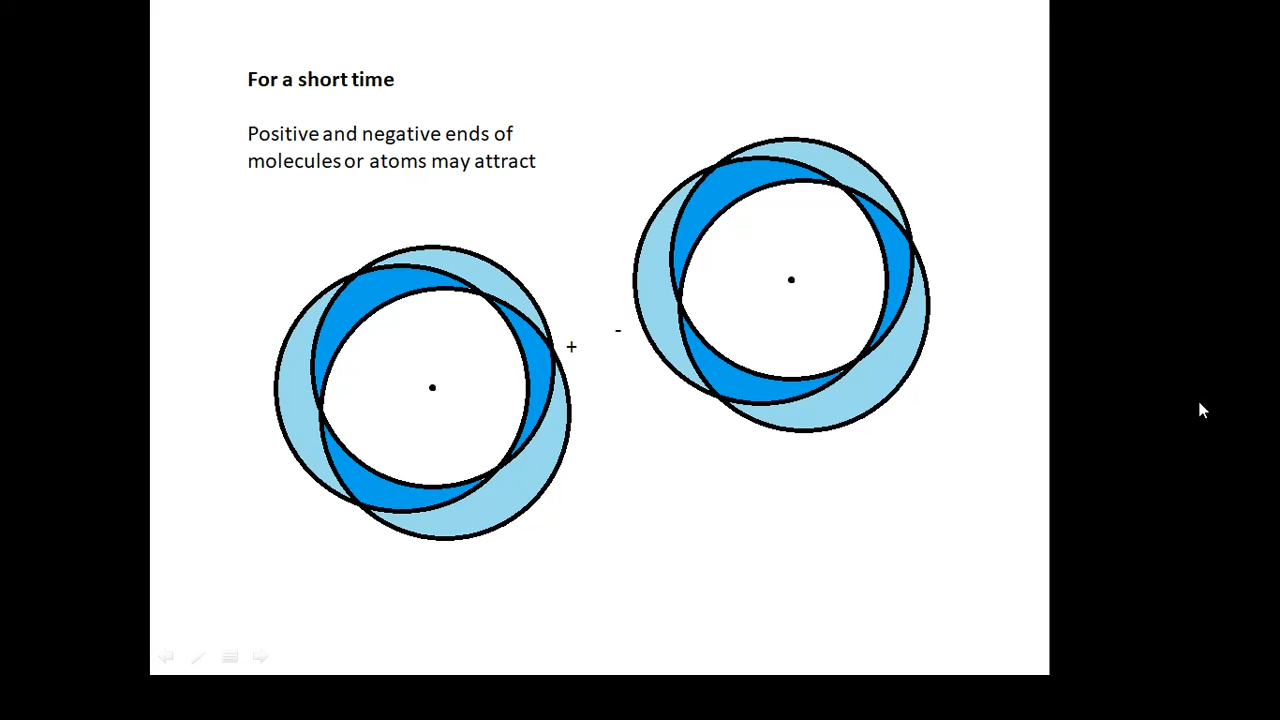 For a short time
Positive and negative ends of
molecules or atoms may attract
+
-